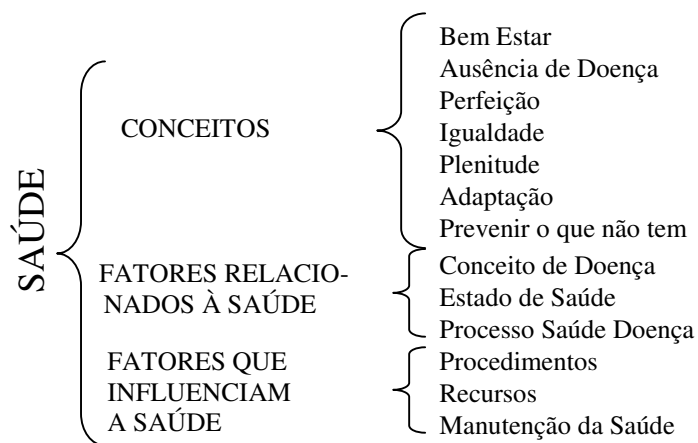 SAÚDE
CONCEITOS
Bem Estar
Ausência de Doença
Perfeição
Igualdade
Plenitude
Adaptação
Prevenir o que não tem
FATORES RELACIO-
NADOS À SAÚDE
Conceito de Doença
Estado de Saúde
Processo Saúde Doença
FATORES QUE
INFLUENCIAM
A SAÚDE
Procedimentos
Recursos
Manutenção da Saúde